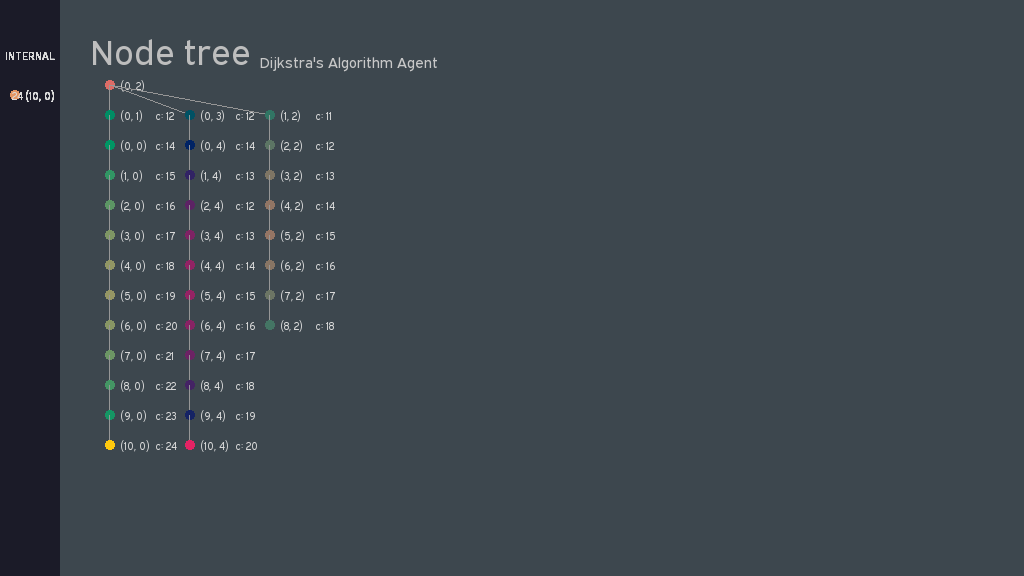 INTERNAL
(10, 0)
Node tree Dijkstra's Algorithm Agent
(0, 2)
(0, 1) c: 12 (0, 3) c: 12 (1, 2) c: 11
(0, 0) c: 14 (0, 4) c: 14 (2, 2) c: 12
(1, 0) c: 15 (1, 4) c: 13 (3, 2) c: 13
(2, 0) c: 16 (2, 4) c: 12 (4, 2) c: 14
(3, 0) c: 17 (3, 4) c: 13 (5, 2) c: 15
(4, 0) c: 18 (4, 4) c: 14 (6, 2) c: 16
(5, 0) c: 19 (5, 4) c: 15 (7, 2) c: 17
(6, 0) c: 20 (6, 4) c: 16 (8, 2) c: 18
(7, 0) c: 21 (7, 4) c: 17
(8, 0) c: 22 (8, 4) c: 18
(9, 0) c: 23 (9, 4) c: 19
(10, 0) c: 24 (10, 4) c: 20